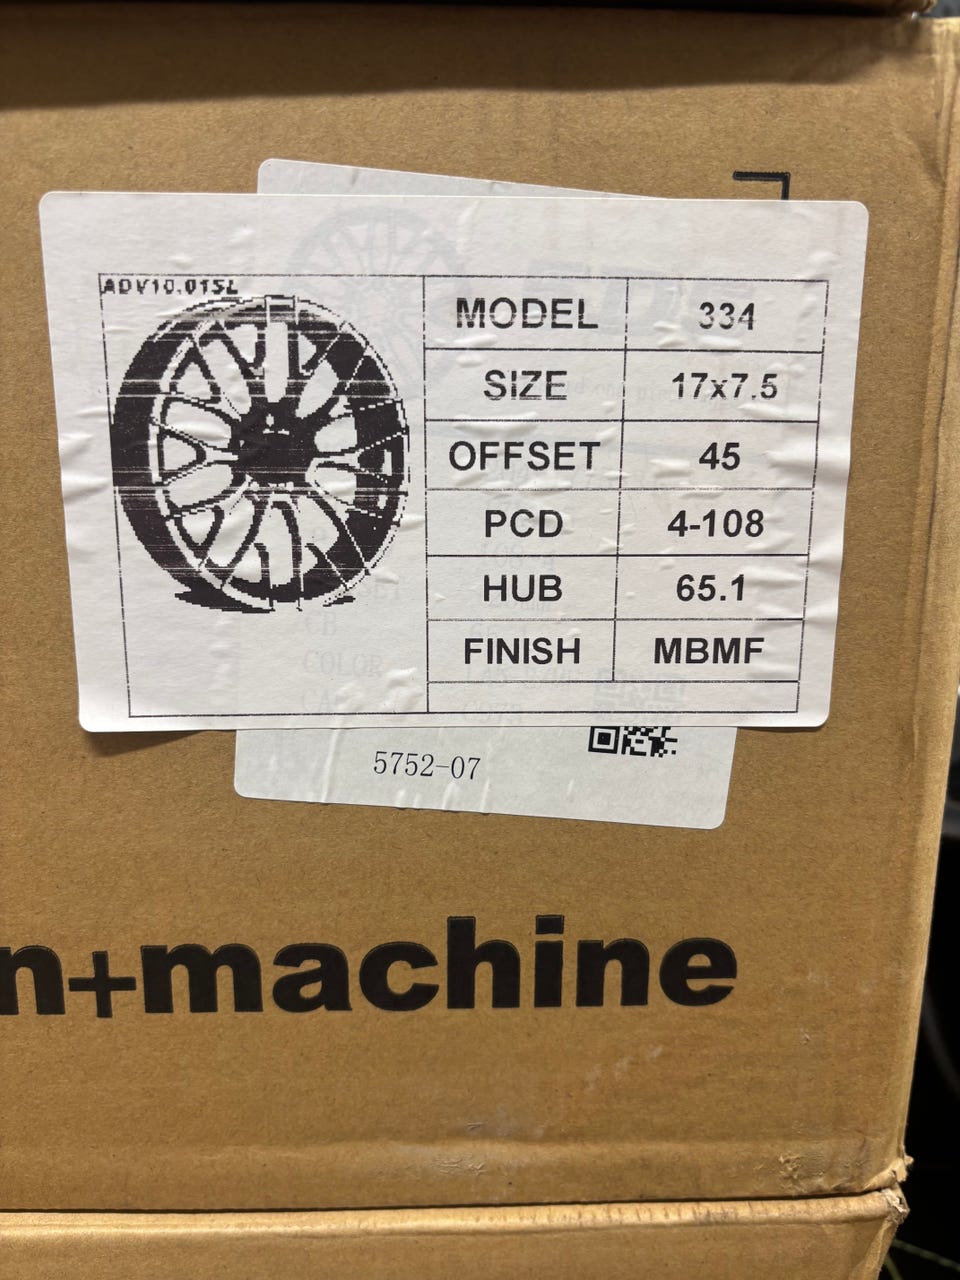 ADV10.01SL
MODEL 334
SIZE 17x7.5
OFFSET 45
PCD 4-108
HUB 65.1
FINISH MBMF
COLOR
5752-07
n+machine